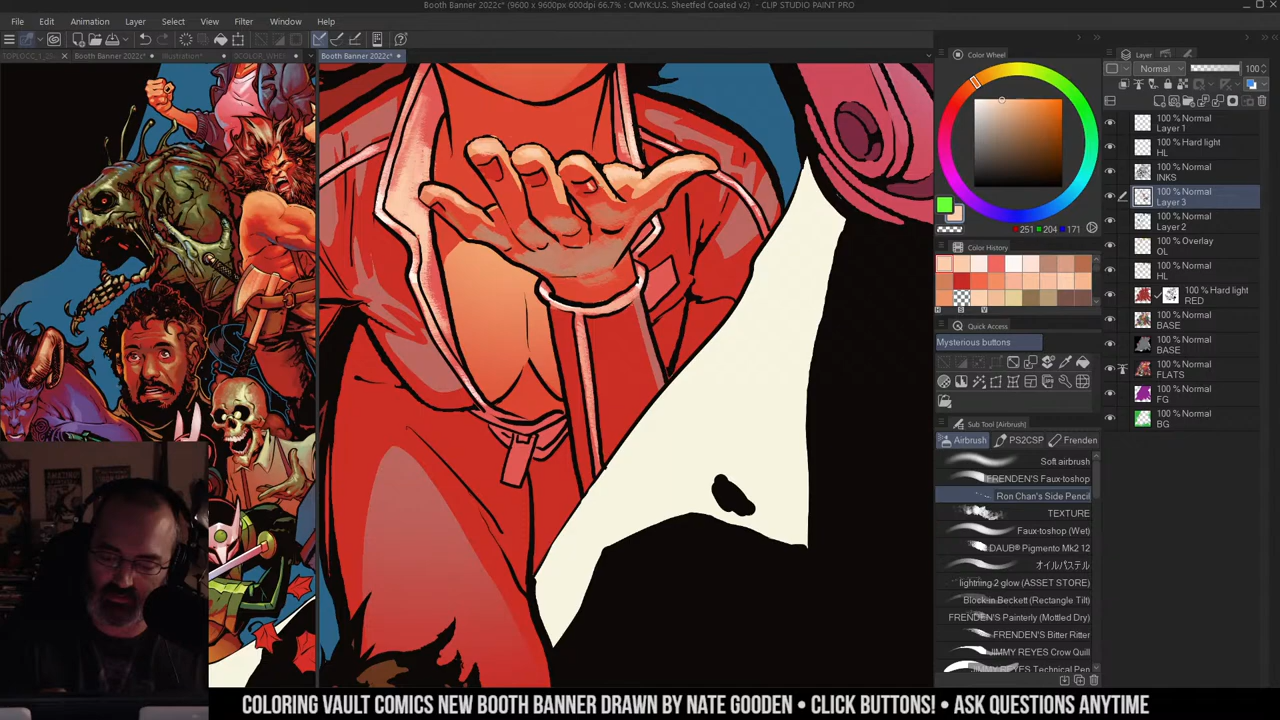 Booth Banner 2022c* (9600 x 9600px 600dpi 66.7% : CMYK:U.S. Sheetfed Coated v2) - CLIP STUDIO PAINT PRO
File Edit Animation Layer Select View Filter Window Help
Booth Banner 2022c* Illustration* Booth Banner 2022c*
Color Wheel
251 204 171
Color History
Quick Access
Mysterious buttons
Sub Tool [Airbrush]
Airbrush PS2CSP Frenden
Soft airbrush
FRENDEN'S Faux-toshop
Ron Chan's Side Pencil
TEXTURE
Faux-toshop (Wet)
DAUB® Pigmento Mk2 12
オイルパステル
lightning-2 glow (ASSET STORE)
Block-in Beckett (Rectangle Tilt)
FRENDEN'S Painterly (Mottled Dry)
FRENDEN'S Bitter Ritter
JIMMY REYES Crow Quill
JIMMY REYES Technical Pen
Layer
Normal 100
100 % Normal
Layer 1
100 % Hard light
HL
100 % Normal
INKS
100 % Normal
Layer 3
100 % Normal
Layer 2
100 % Overlay
OL
100 % Normal
HL
100 % Hard light
RED
100 % Normal
BASE
100 % Normal
BASE
100 % Normal
FLATS
100 % Normal
FG
100 % Normal
BG
COLORING VAULT COMICS NEW BOOTH BANNER DRAWN BY NATE GOODEN • CLICK BUTTONS! • ASK QUESTIONS ANYTIME